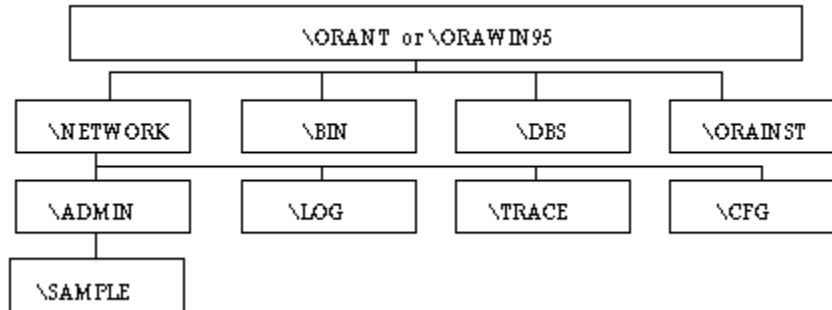 \ORANT or \ORAWIN95
\NETWORK
\BIN
\DBS
\ORAINST
\ADMIN
\LOG
\TRACE
\CFG
\SAMPLE